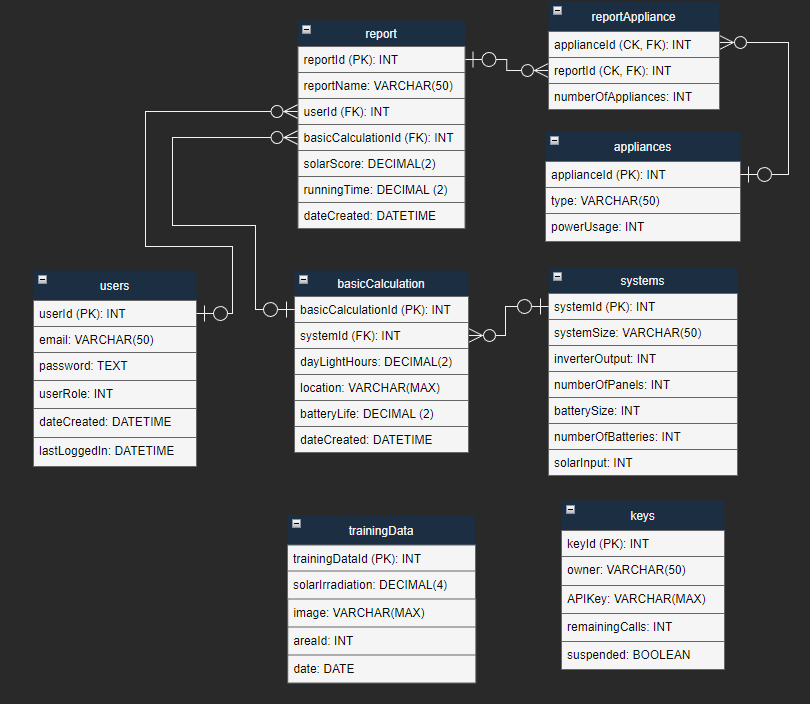 reportAppliance
applianceId (CK, FK): INT
reportId (CK, FK): INT
numberOfAppliances: INT
report
reportId (PK): INT
reportName: VARCHAR(50)
userId (FK): INT
basicCalculationId (FK): INT
solarScore: DECIMAL(2)
runningTime: DECIMAL (2)
dateCreated: DATETIME
appliances
applianceId (PK): INT
type: VARCHAR(50)
powerUsage: INT
users
userId (PK): INT
email: VARCHAR(50)
password: TEXT
userRole: INT
dateCreated: DATETIME
lastLoggedIn: DATETIME
basicCalculation
basicCalculationId (PK): INT
systemId (FK): INT
dayLightHours: DECIMAL(2)
location: VARCHAR(MAX)
batteryLife: DECIMAL (2)
dateCreated: DATETIME
systems
systemId (PK): INT
systemSize: VARCHAR(50)
inverterOutput: INT
numberOfPanels: INT
batterySize: INT
numberOfBatteries: INT
solarInput: INT
trainingData
trainingDataId (PK): INT
solarIrradiation: DECIMAL(4)
image: VARCHAR(MAX)
areaId: INT
date: DATE
keys
keyId (PK): INT
owner: VARCHAR(50)
APIKey: VARCHAR(MAX)
remainingCalls: INT
suspended: BOOLEAN